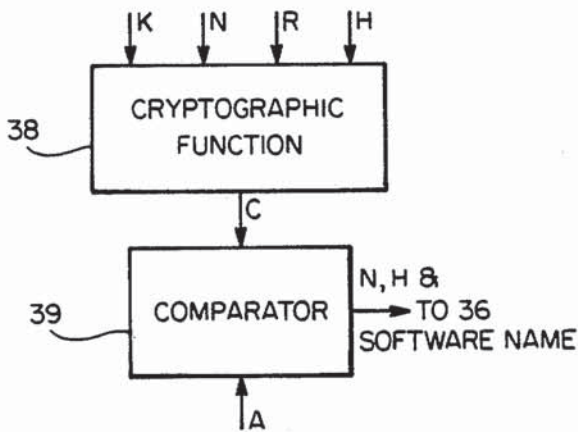 K N R H
CRYPTOGRAPHIC
FUNCTION
38
C
N, H &
TO 36
SOFTWARE NAME
COMPARATOR
39
A